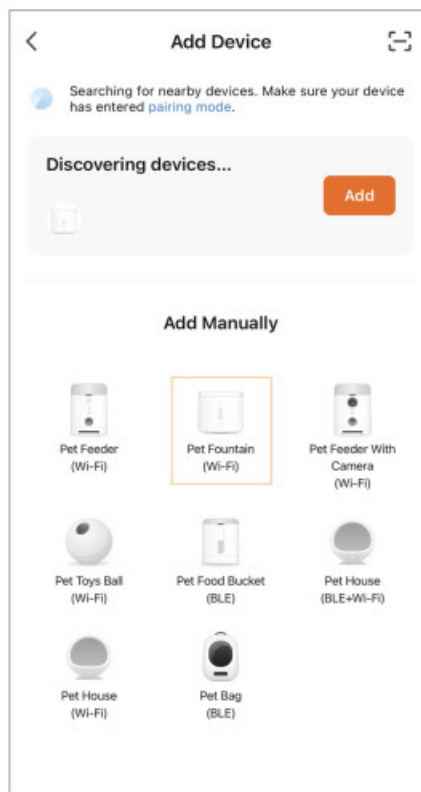 Add Device
Searching for nearby devices. Make sure your device
has entered pairing mode.
Discovering devices...
Add
Add Manually
Pet Feeder
(Wi-Fi)
Pet Fountain
(Wi-Fi)
Pet Feeder With
Camera
(Wi-Fi)
Pet Toys Ball
(Wi-Fi)
Pet Food Bucket
(BLE)
Pet House
(BLE+Wi-Fi)
Pet House
(Wi-Fi)
Pet Bag
(BLE)